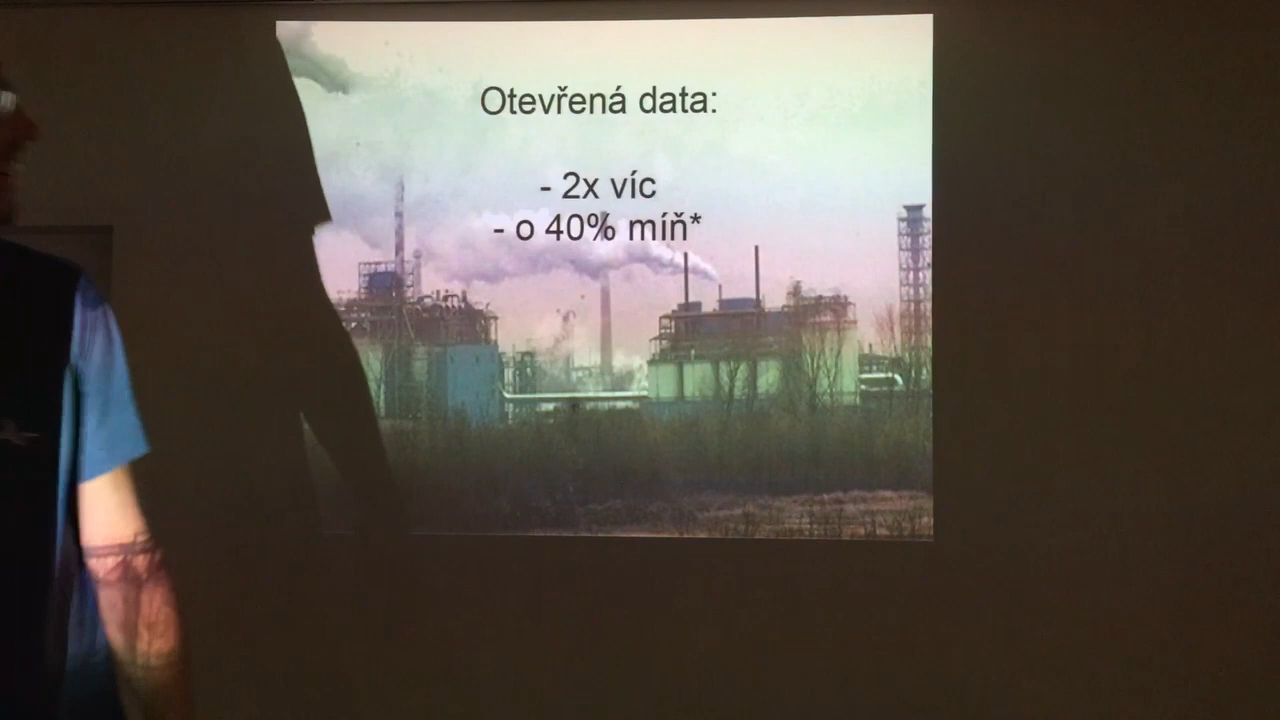 Otevřená data:
- 2x víc
- o 40% míň*